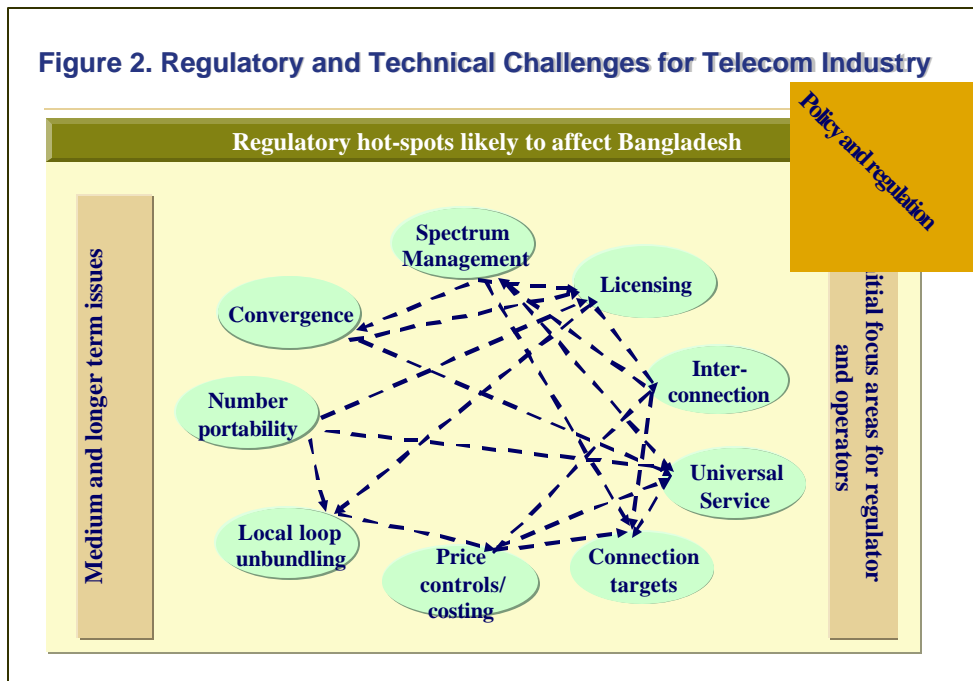 Figure 2. Regulatory and Technical Challenges for Telecom Industry
Policy and regulation
Regulatory hot-spots likely to affect Bangladesh
Medium and longer term issues
Spectrum
Management
Licensing
Convergence
Inter-
connection
Number
portability
Universal
Service
Local loop
unbundling
Price
controls/
costing
Connection
targets
nitial focus areas for regulator
and operators